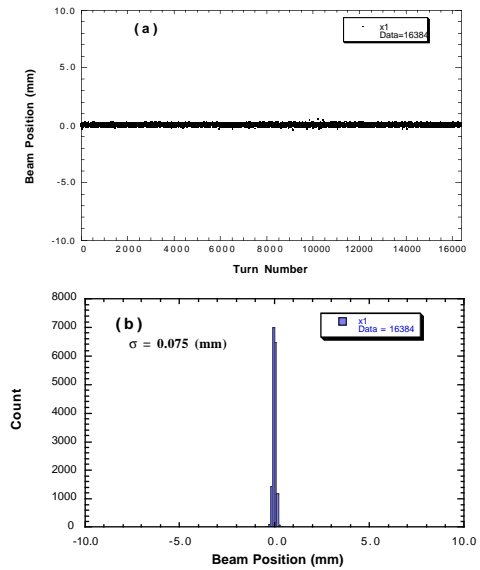 10.0
(a)
x1
Data=16384
5.0
Beam Position (mm)
0.0
-5.0
-10.0
0 2000 4000 6000 8000 10000 12000 14000 16000
Turn Number
8000
(b)
x1
Data = 16384
7000
σ = 0.075 (mm)
6000
5000
Count
4000
3000
2000
1000
0
-10.0 -5.0 0.0 5.0 10.0
Beam Position (mm)